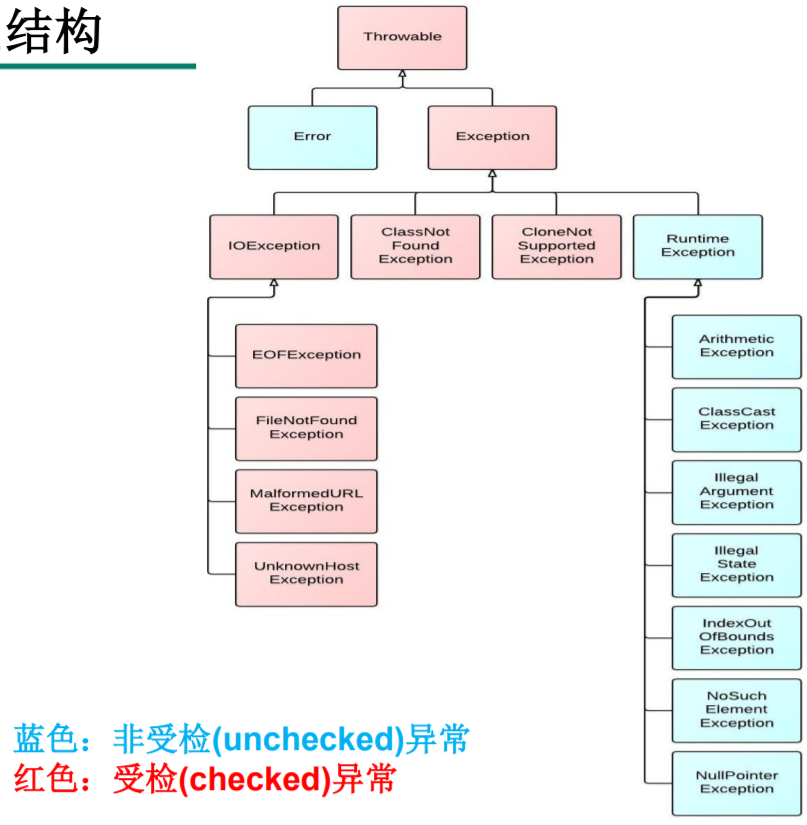 结构
Throwable
Error
Exception
IOException
ClassNot
Found
Exception
CloneNot
Supported
Exception
Runtime
Exception
EOFException
FileNotFound
Exception
MalformedURL
Exception
UnknownHost
Exception
Arithmetic
Exception
ClassCast
Exception
Illegal
Argument
Exception
Illegal
State
Exception
IndexOut
OfBounds
Exception
NoSuch
Element
Exception
NullPointer
Exception
蓝色：非受检(unchecked)异常
红色：受检(checked)异常